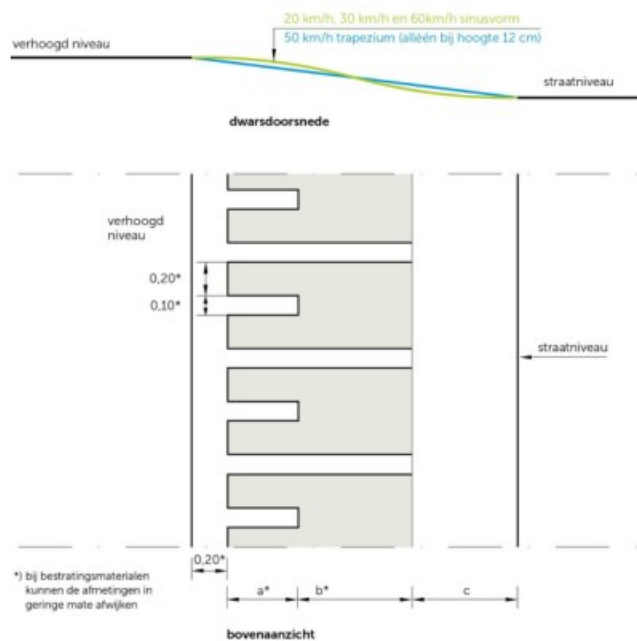 20 km/h, 30 km/h en 60km/h sinusvorm
50 km/h trapezium (alléén bij hoogte 12 cm)
verhoogd niveau
straatniveau
dwarsdoorsnede
verhoogd
niveau
0,20*
0,10*
straatniveau
0,20*
*) bij bestratingsmaterialen
kunnen de afmetingen in
geringe mate afwijken
a*
b*
c
bovenaanzicht